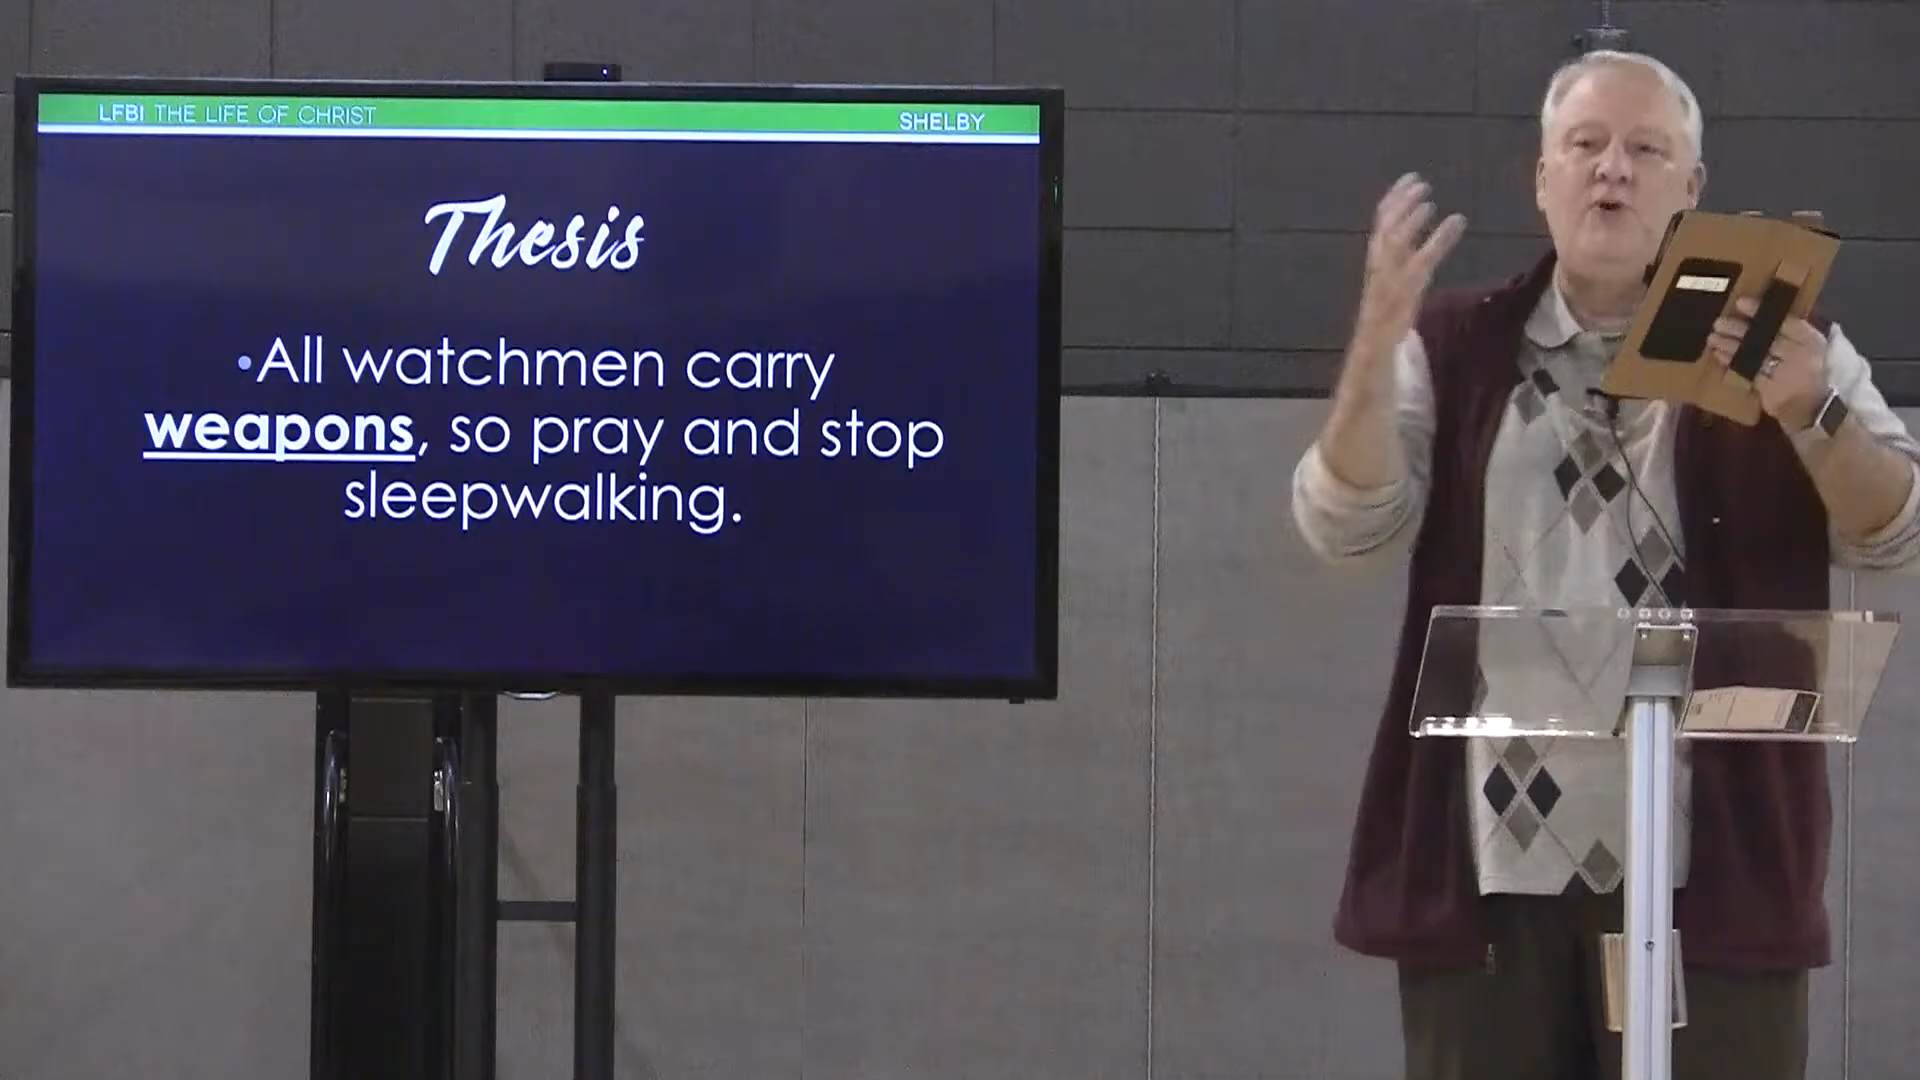 LFBI THE LIFE OF CHRIST
SHELBY
Thesis
•All watchmen carry
weapons, so pray and stop
sleepwalking.